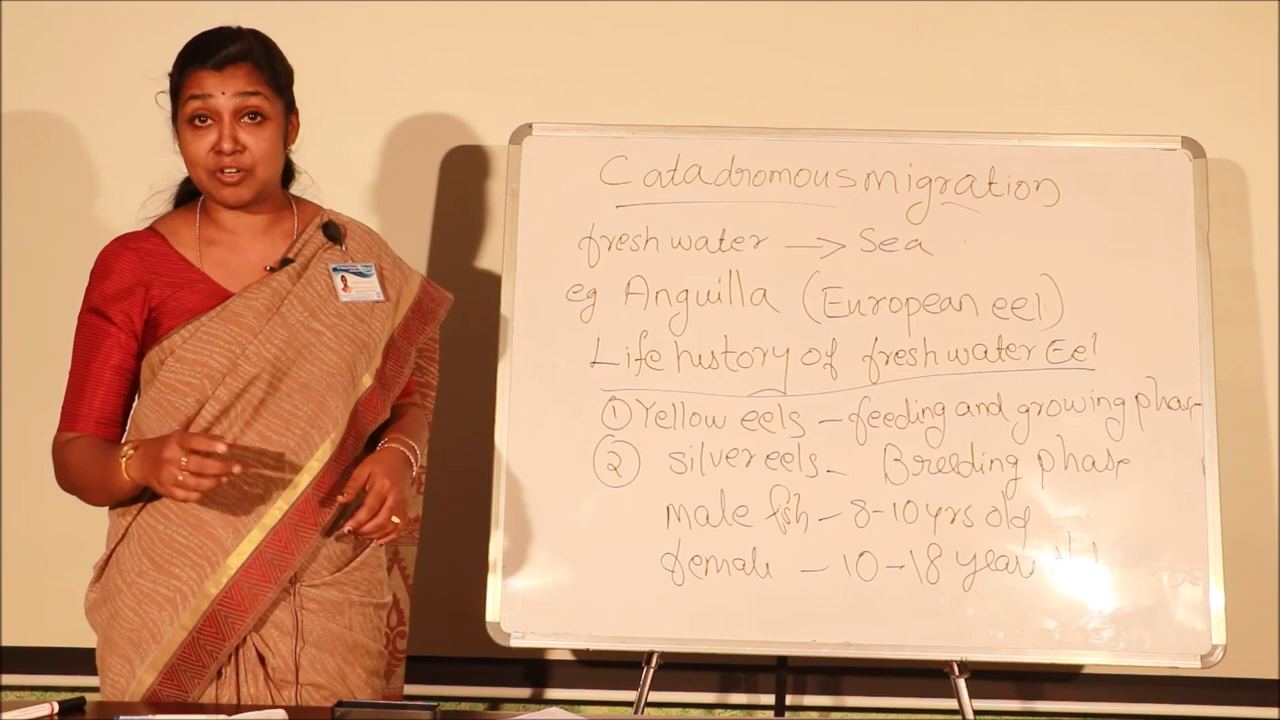 Catadromous migration
fresh water → Sea
eg Anguilla (European eel)
Life history of fresh water Eel
① Yellow eels – feeding and growing phase
② silver eels – Breeding phase
male fish – 8-10 yrs old
female – 10-18 year old